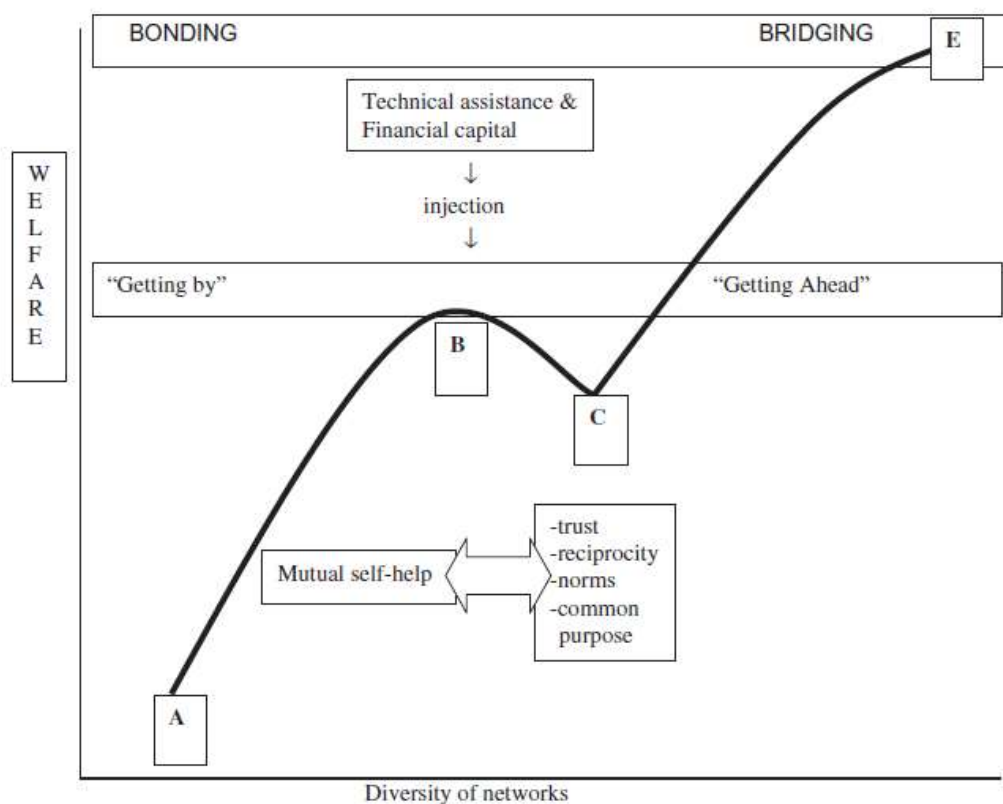 BONDING
BRIDGING
E
Technical assistance &
Financial capital
↓
injection
↓
W
E
L
F
A
R
E
“Getting by”
“Getting Ahead”
B
C
-trust
-reciprocity
-norms
-common
purpose
Mutual self-help
A
Diversity of networks